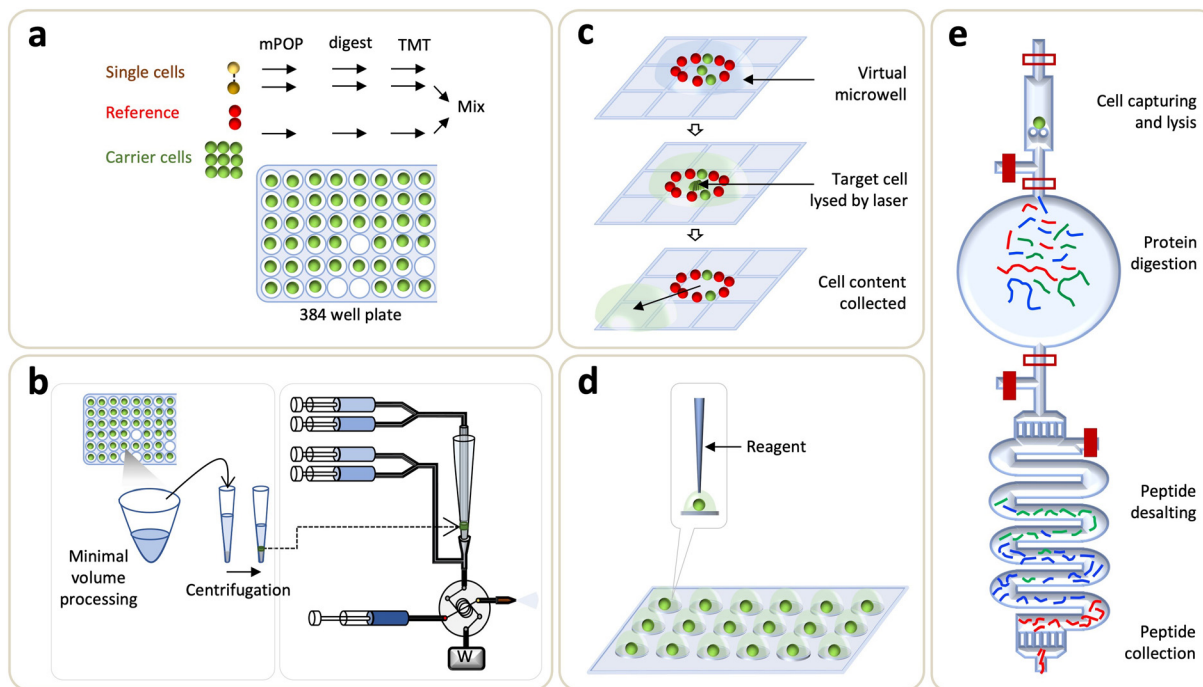 a
mPOP digest TMT
Single cells
Reference
Mix
Carrier cells
384 well plate
b
Minimal
volume
processing
Centrifugation
W
c
Virtual
microwell
Target cell
lysed by laser
Cell content
collected
d
Reagent
e
Cell capturing
and lysis
Protein
digestion
Peptide
desalting
Peptide
collection